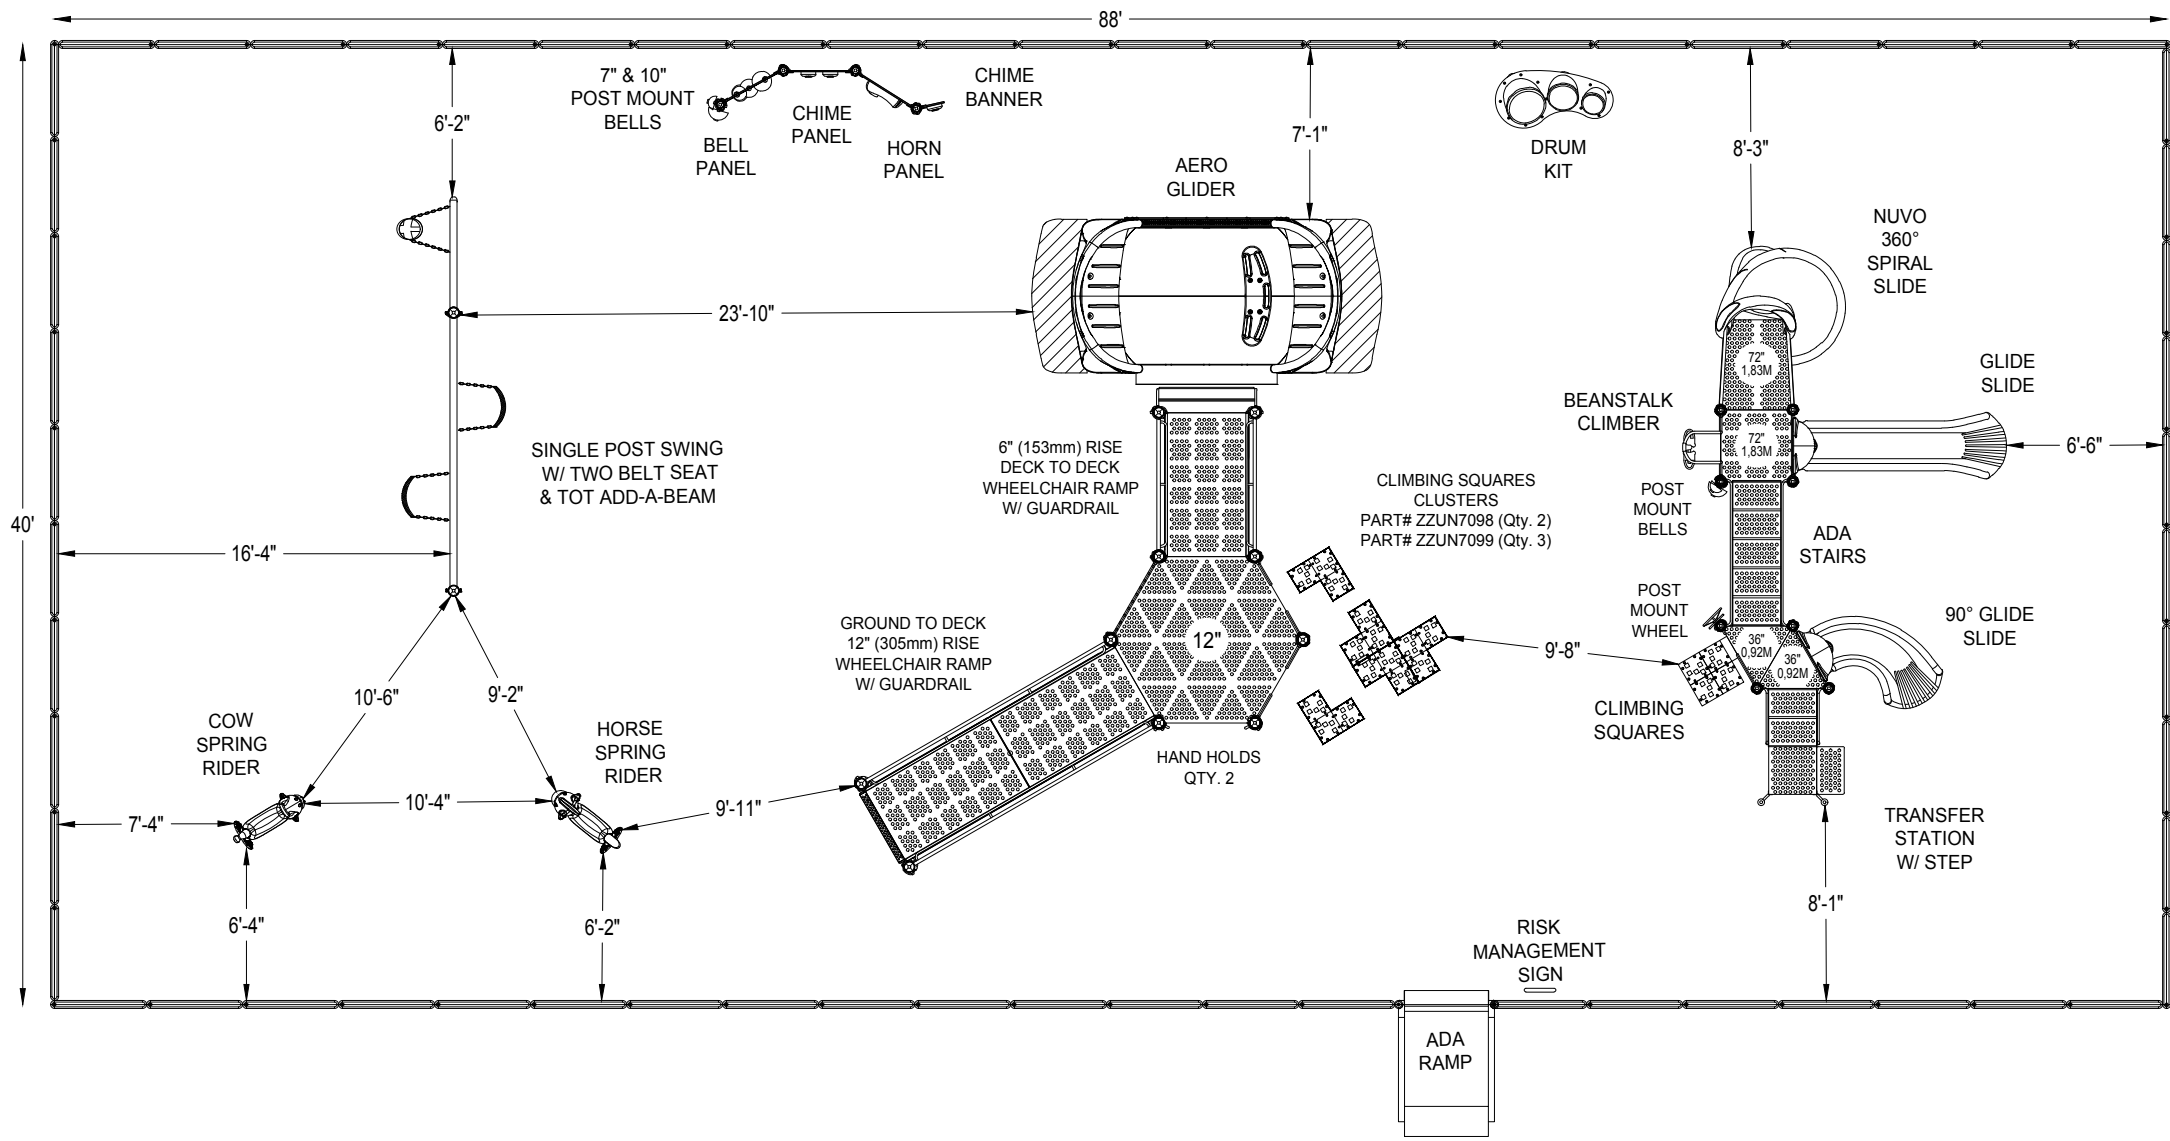 88'
40'
6'-2"
7" & 10"
POST MOUNT
BELLS
BELL
PANEL
CHIME
PANEL
HORN
PANEL
CHIME
BANNER
7'-1"
AERO
GLIDER
DRUM
KIT
8'-3"
NUVO
360°
SPIRAL
SLIDE
23'-10"
72"
1,83M
GLIDE
SLIDE
BEANSTALK
CLIMBER
72"
1,83M
6'-6"
SINGLE POST SWING
W/ TWO BELT SEAT
& TOT ADD-A-BEAM
6" (153mm) RISE
DECK TO DECK
WHEELCHAIR RAMP
W/ GUARDRAIL
CLIMBING SQUARES
CLUSTERS
PART# ZZUN7098 (Qty. 2)
PART# ZZUN7099 (Qty. 3)
POST
MOUNT
BELLS
ADA
STAIRS
16'-4"
POST
MOUNT
WHEEL
90° GLIDE
SLIDE
GROUND TO DECK
12" (305mm) RISE
WHEELCHAIR RAMP
W/ GUARDRAIL
12"
9'-8"
36"
0,92M
36"
0,92M
10'-6"
9'-2"
COW
SPRING
RIDER
HORSE
SPRING
RIDER
CLIMBING
SQUARES
HAND HOLDS
QTY. 2
10'-4"
9'-11"
7'-4"
TRANSFER
STATION
W/ STEP
6'-4"
6'-2"
8'-1"
RISK
MANAGEMENT
SIGN
ADA
RAMP